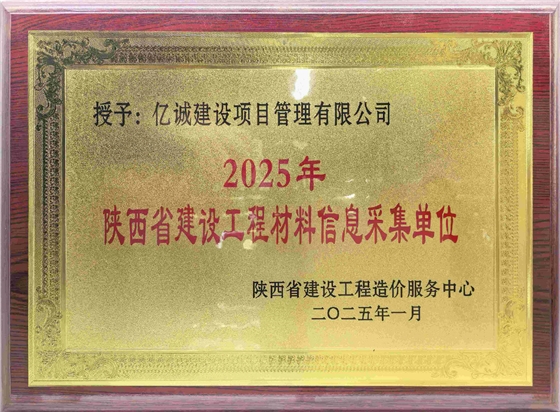 授予：亿诚建设项目管理有限公司
2025年
陕西省建设工程材料信息采集单位
陕西省建设工程造价服务中心
二〇二五年一月